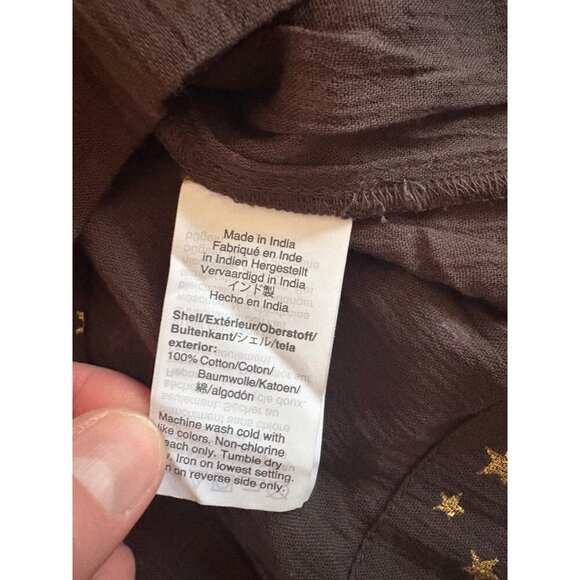 Made in India
Fabriqué en Inde
in Indien Hergestellt
Vervaardigd in India
インド製
Hecho en India
Shell/Extérieur/Oberstoff/
Buitenkant/シェル/tela
exterior:
100% Cotton/Coton/
Baumwolle/Katoen/
綿/algodón
Machine wash cold with
like colors. Non-chlorine
each only. Tumble dry
. Iron on lowest setting.
n on reverse side only.